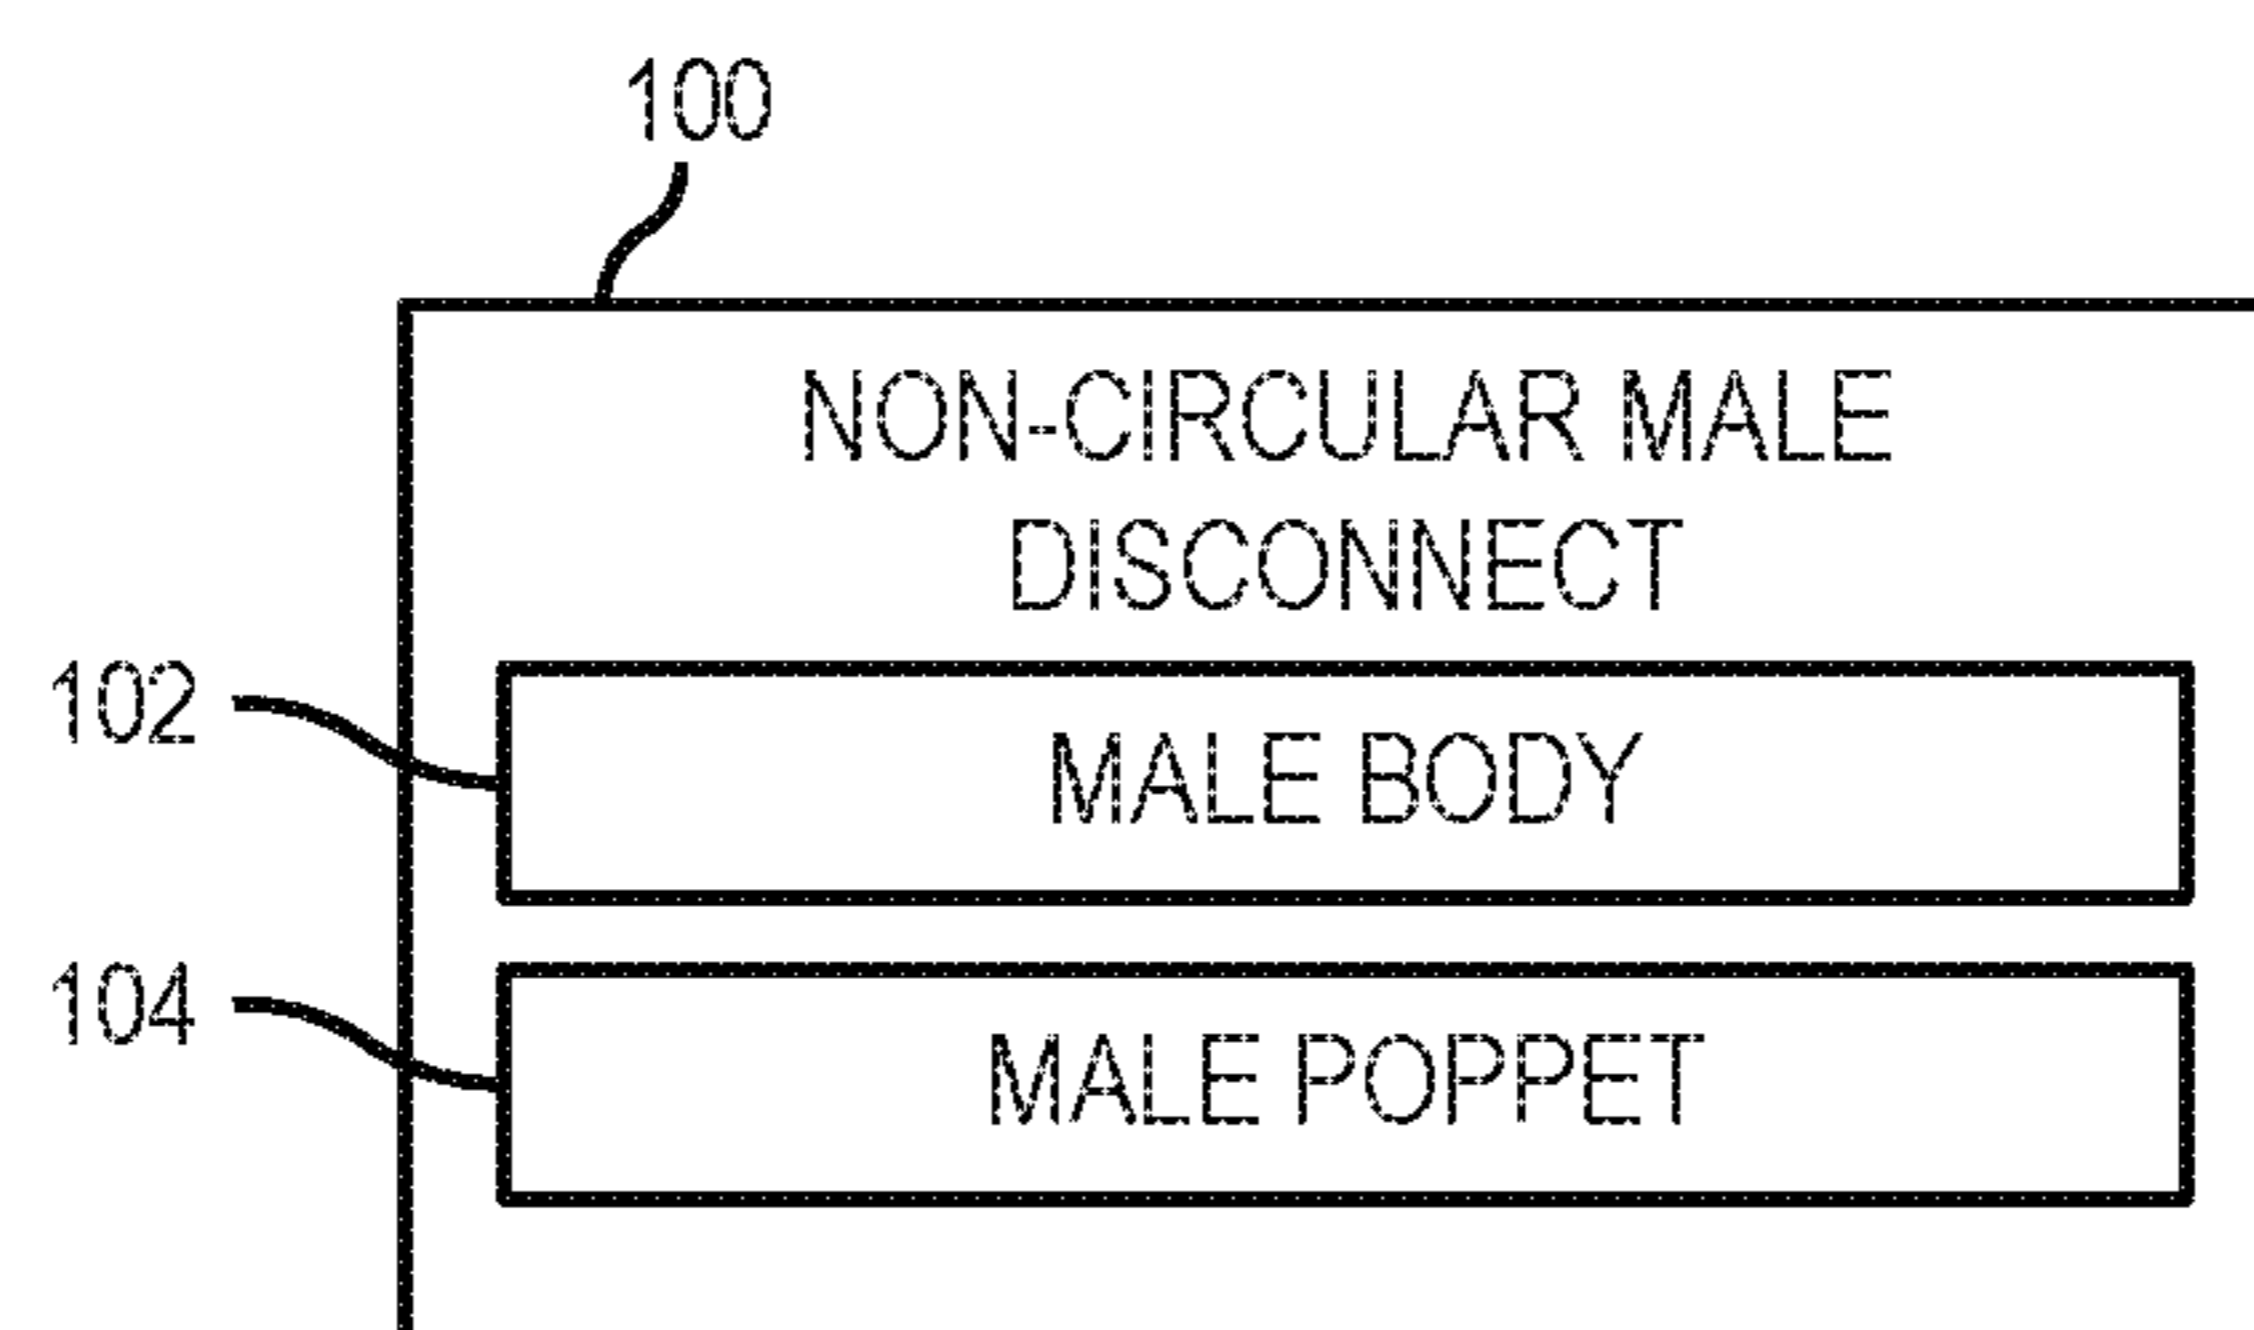 100
NON-CIRCULAR MALE
DISCONNECT
102
MALE BODY
104
MALE POPPET